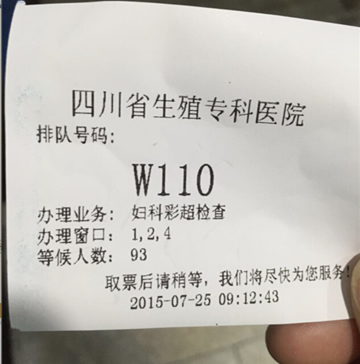 四川省生殖专科医院
排队号码：
W110
办理业务： 妇科彩超检查
办理窗口： 1,2,4
等候人数： 93
取票后请稍等，我们将尽快为您服务！
2015-07-25 09:12:43